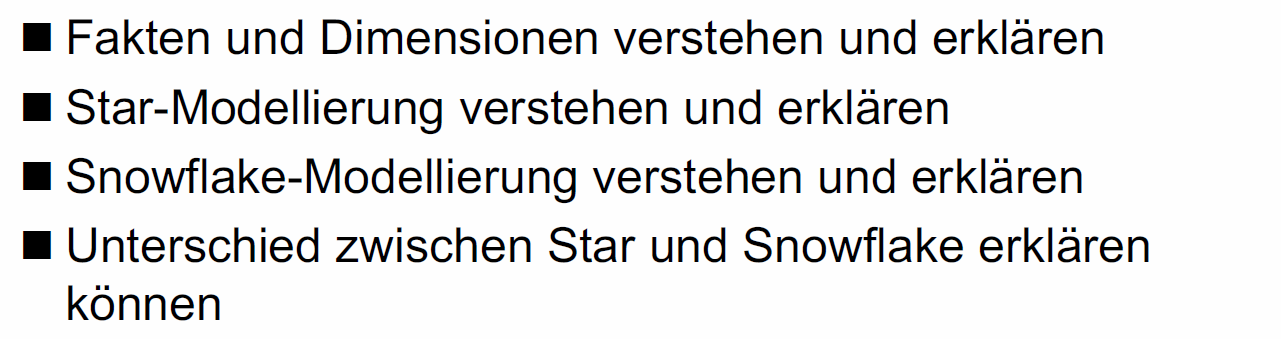 ■ Fakten und Dimensionen verstehen und erklären
■ Star-Modellierung verstehen und erklären
■ Snowflake-Modellierung verstehen und erklären
■ Unterschied zwischen Star und Snowflake erklären
können